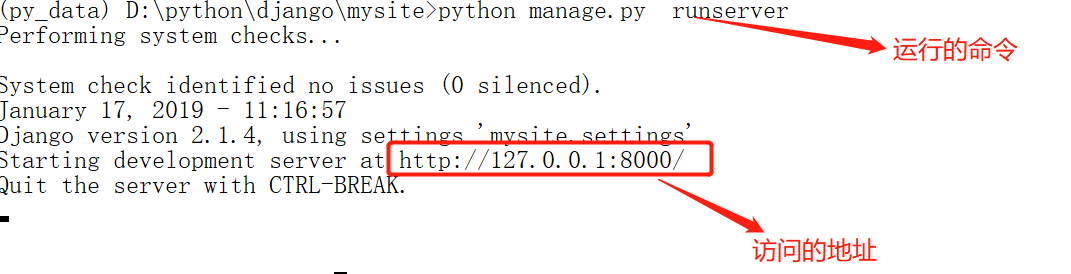 (py_data) D:\python\django\mysite>python manage.py  runserver
运行的命令
Performing system checks...
System check identified no issues (0 silenced).
January 17, 2019 - 11:16:57
Django version 2.1.4, using settings 'mysite.settings'
Starting development server at http://127.0.0.1:8000/
Quit the server with CTRL-BREAK.
访问的地址